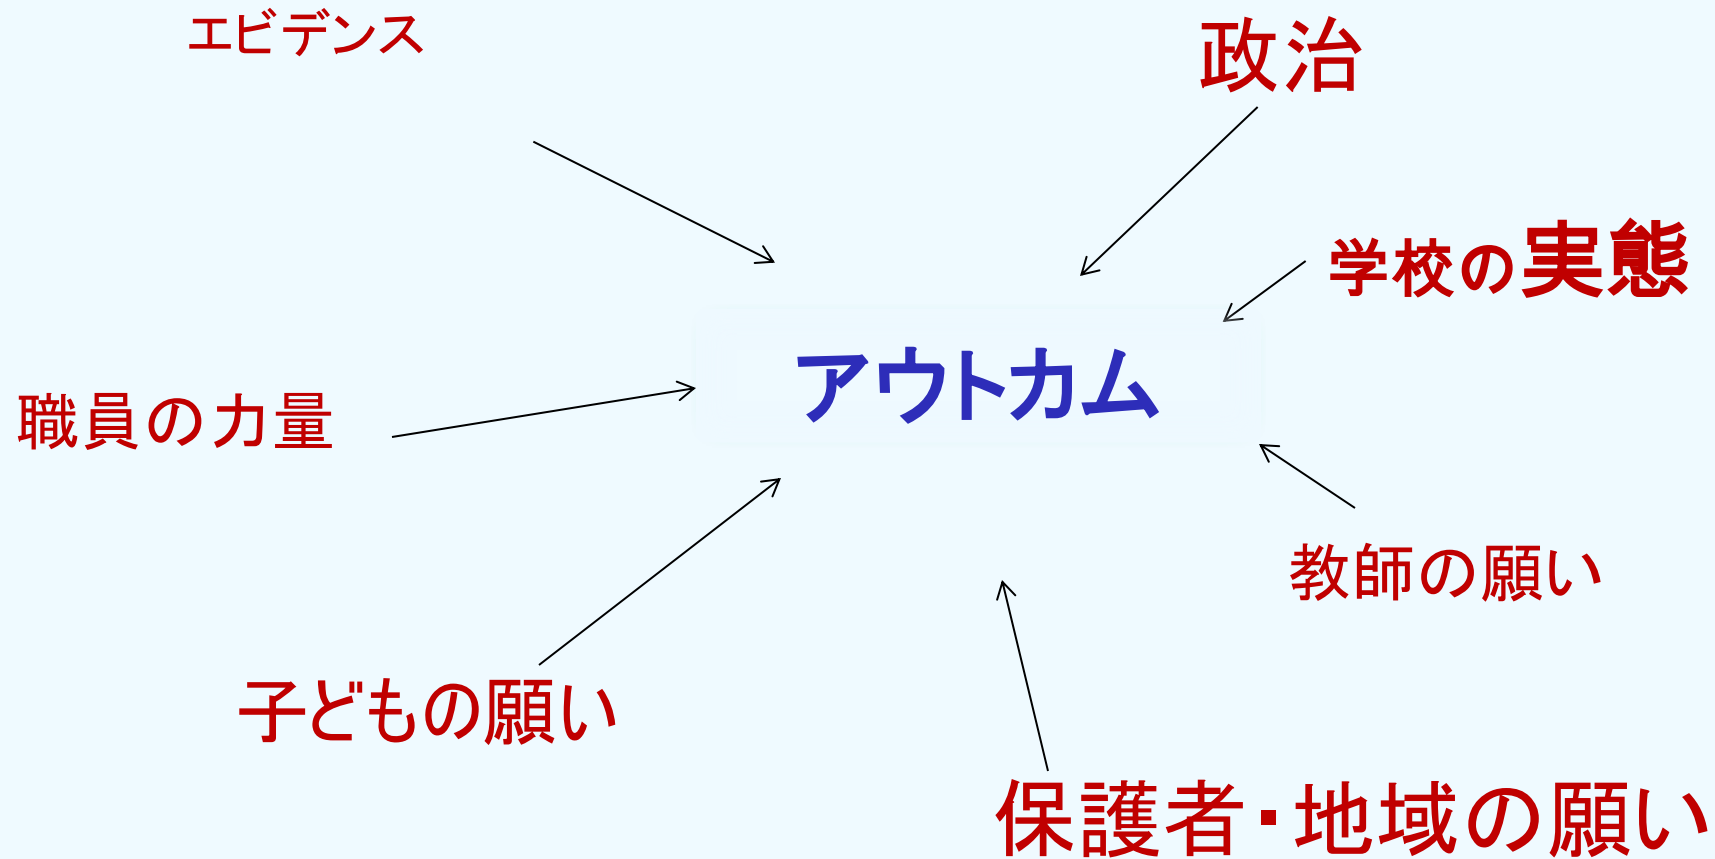 エビデンス
政治
学校の実態
アウトカム
職員の力量
教師の願い
子どもの願い
保護者・地域の願い